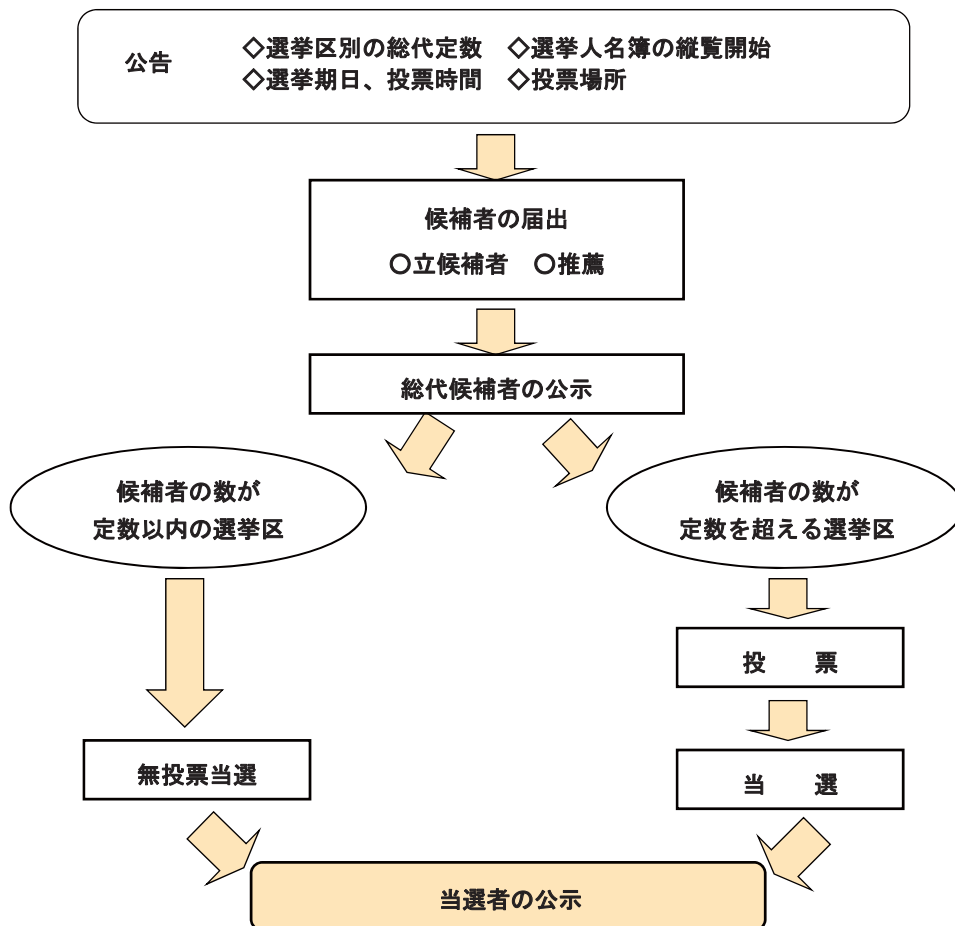 公告
◇選挙区別の総代定数　◇選挙人名簿の縦覧開始
◇選挙期日、投票時間　◇投票場所
候補者の届出
○立候補者　○推薦
総代候補者の公示
候補者の数が
定数以内の選挙区
候補者の数が
定数を超える選挙区
投　　票
無投票当選
当　　選
当選者の公示